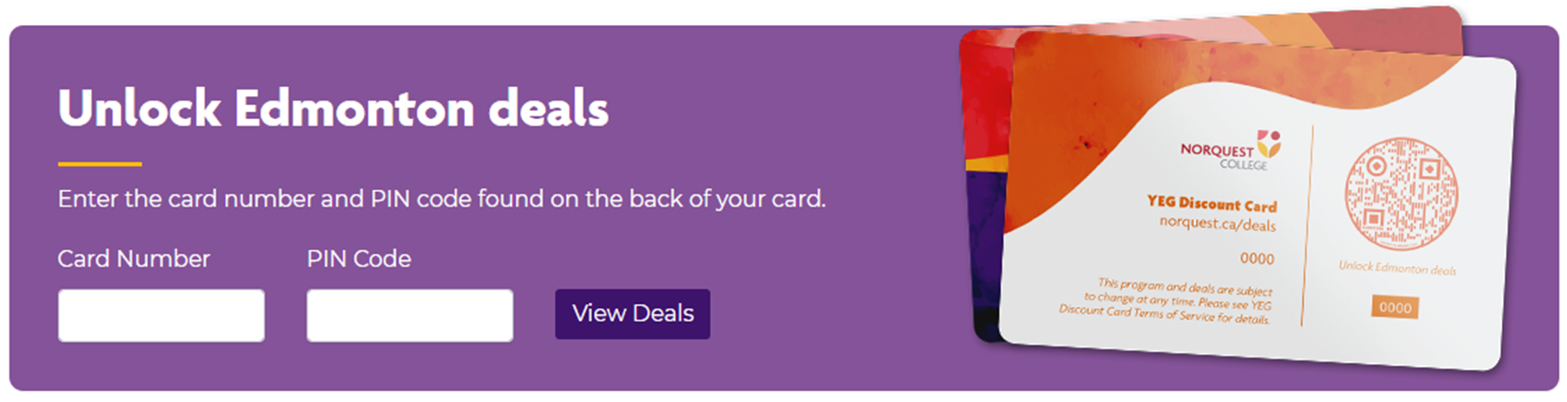 Unlock Edmonton deals
Enter the card number and PIN code found on the back of your card.
Card Number
PIN Code
View Deals
NORQUEST
COLLEGE
YEG Discount Card
norquest.ca/deals
0000
This program and deals are subject
to change at any time. Please see YEG
Discount Card Terms of Service for details.
Unlock Edmonton deals
0000